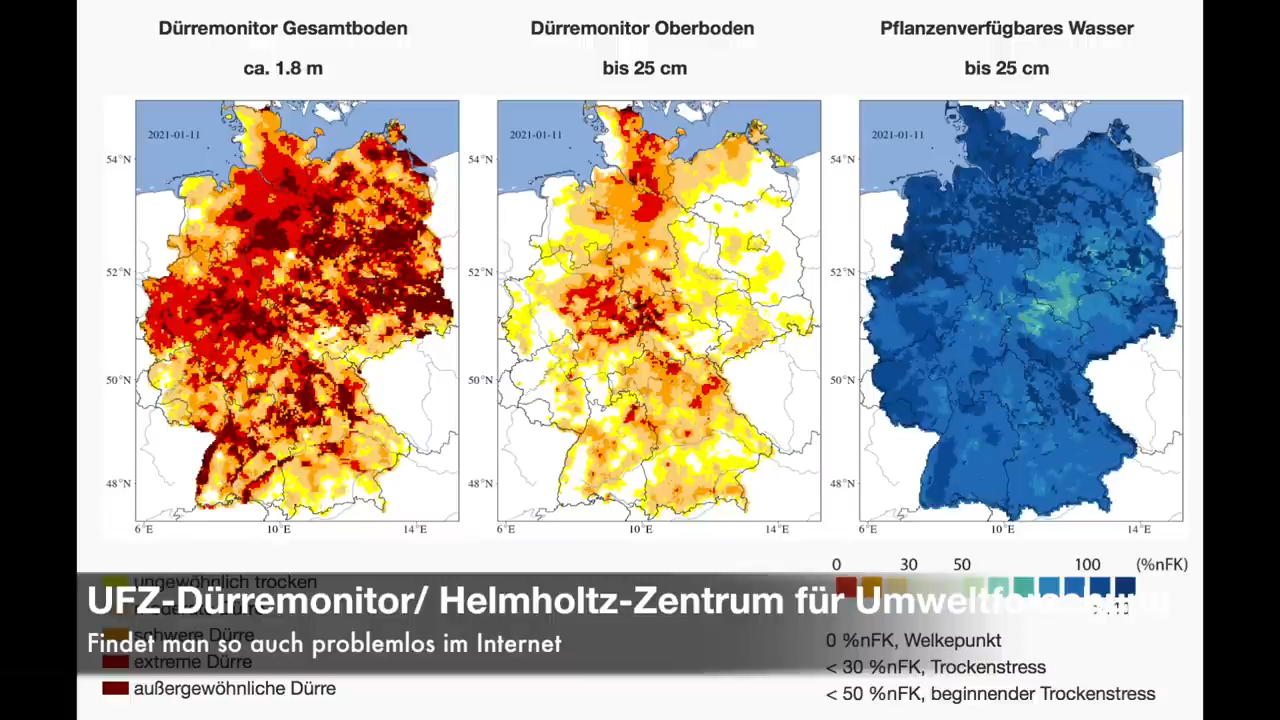 Dürremonitor Gesamtboden
ca. 1.8 m
Dürremonitor Oberboden
bis 25 cm
Pflanzenverfügbares Wasser
bis 25 cm
2021-01-11
54°N
52°N
50°N
48°N
6°E
10°E
14°E
2021-01-11
54°N
52°N
50°N
48°N
6°E
10°E
14°E
2021-01-11
54°N
52°N
50°N
48°N
6°E
10°E
14°E
ungewöhnlich trocken
schwere Dürre
extreme Dürre
außergewöhnliche Dürre
0 30 50 100 (%nFK)
UFZ-Dürremonitor/ Helmholtz-Zentrum für
Findet man so auch problemlos im Internet
0 %nFK, Welkepunkt
< 30 %nFK, Trockenstress
< 50 %nFK, beginnender Trockenstress